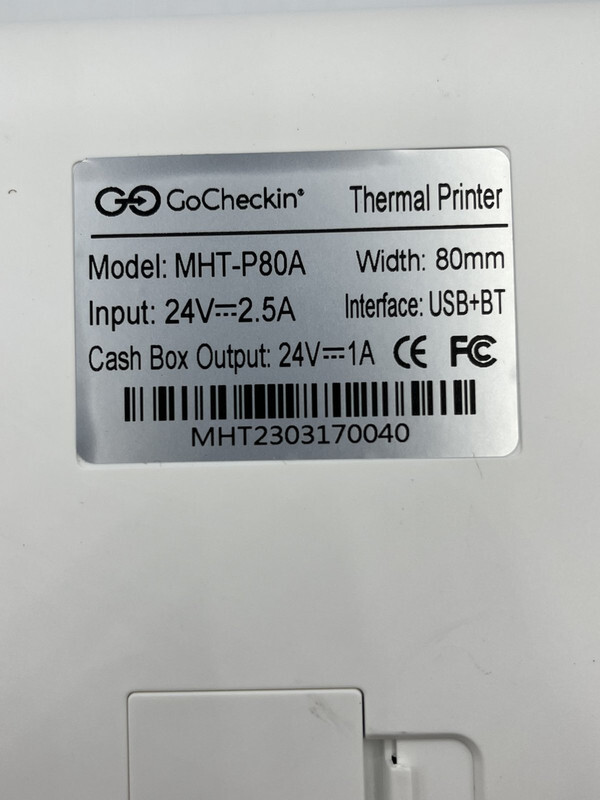 GO GoCheckin® Thermal Printer
Model: MHT-P80A Width: 80mm
Input: 24V⎓2.5A Interface: USB+BT
Cash Box Output: 24V⎓1A CE FC
MHT2303170040